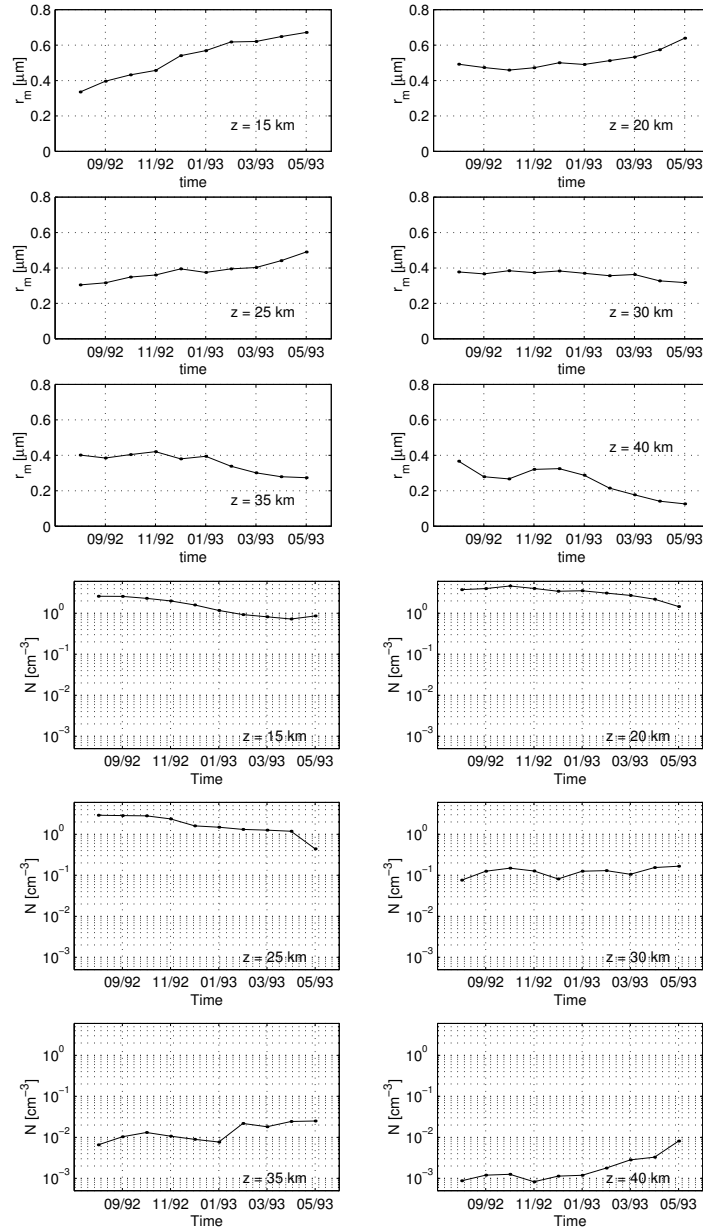 0.8
0.6
0.4
0.2
0
r_m [μm]
z = 15 km
09/92 11/92 01/93 03/93 05/93
time
0.8
0.6
0.4
0.2
0
r_m [μm]
z = 20 km
09/92 11/92 01/93 03/93 05/93
time
0.8
0.6
0.4
0.2
0
r_m [μm]
z = 25 km
09/92 11/92 01/93 03/93 05/93
time
0.8
0.6
0.4
0.2
0
r_m [μm]
z = 30 km
09/92 11/92 01/93 03/93 05/93
time
0.8
0.6
0.4
0.2
0
r_m [μm]
z = 35 km
09/92 11/92 01/93 03/93 05/93
time
0.8
0.6
0.4
0.2
0
r_m [μm]
z = 40 km
09/92 11/92 01/93 03/93 05/93
time
10^0
10^−1
10^−2
10^−3
N [cm^−3]
z = 15 km
09/92 11/92 01/93 03/93 05/93
Time
10^0
10^−1
10^−2
10^−3
N [cm^−3]
z = 20 km
09/92 11/92 01/93 03/93 05/93
Time
10^0
10^−1
10^−2
10^−3
N [cm^−3]
z = 25 km
09/92 11/92 01/93 03/93 05/93
Time
10^0
10^−1
10^−2
10^−3
N [cm^−3]
z = 30 km
09/92 11/92 01/93 03/93 05/93
Time
10^0
10^−1
10^−2
10^−3
N [cm^−3]
z = 35 km
09/92 11/92 01/93 03/93 05/93
Time
10^0
10^−1
10^−2
10^−3
N [cm^−3]
z = 40 km
09/92 11/92 01/93 03/93 05/93
Time